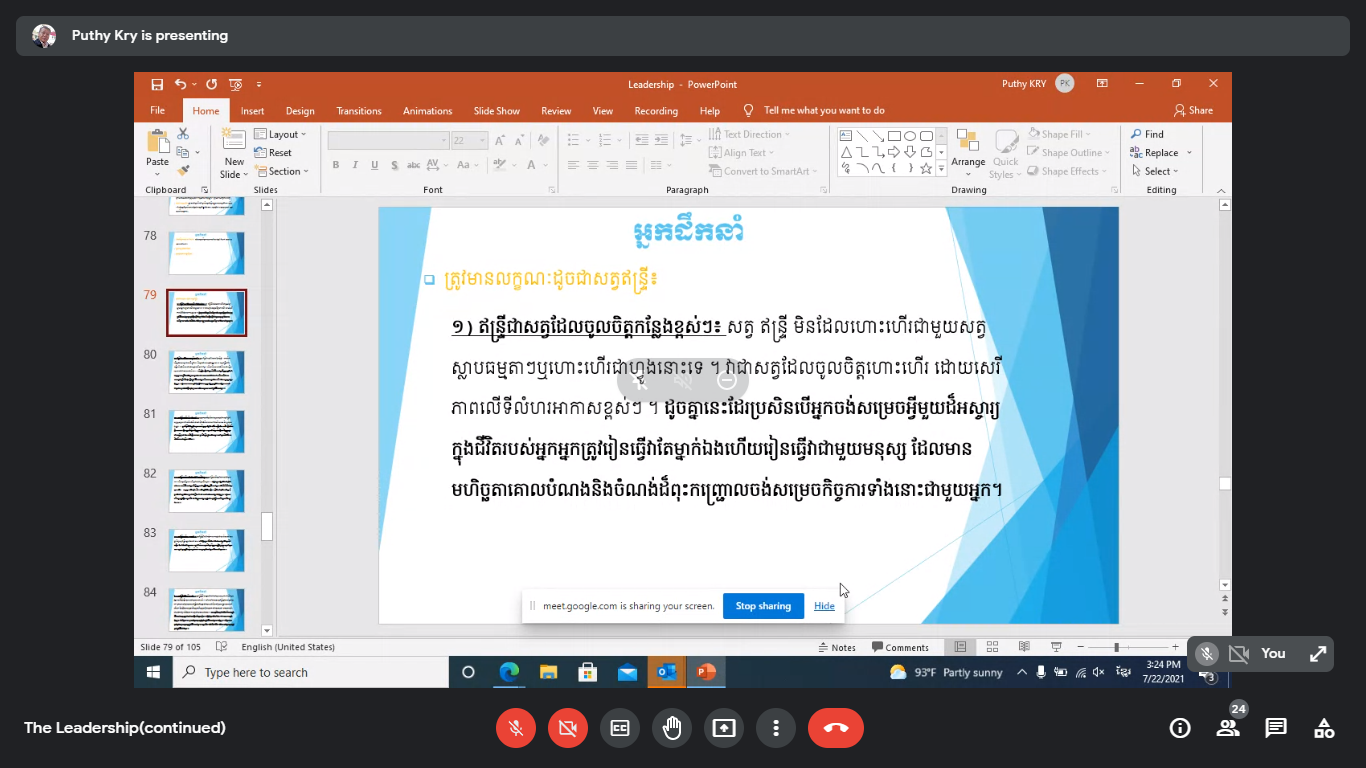 Puthy Kry is presenting
Leadership - PowerPoint
Puthy KRY PK
File Home Insert Design Transitions Animations Slide Show Review View Recording Help Tell me what you want to do Share
Paste
New Slide
Layout
Reset
Section
22
B I U S abc AV Aa A
Text Direction
Align Text
Convert to SmartArt
Arrange
Quick Styles
Shape Fill
Shape Outline
Shape Effects
Find
Replace
Select
Clipboard Slides Font Paragraph Drawing Editing
78
79
80
81
82
83
84
អ្នកដឹកនាំ
ត្រូវមានលក្ខណៈដូចជាសត្វឥន្ទ្រី៖
១) ឥន្ទ្រីជាសត្វដែលចូលចិត្តកន្លែងខ្ពស់ៗ៖ សត្វ ឥន្ទ្រី មិនដែលហោះហើរជាមួយសត្វ
ស្លាបធម្មតាៗឬហោះហើរជាហ្វូងនោះទេ ។ វាជាសត្វដែលចូលចិត្តហោះហើរ ដោយសេរី
ភាពលើទីលំហរអាកាសខ្ពស់ៗ ។ ដូចគ្នានេះដែរប្រសិនបើអ្នកចង់សម្រេចអ្វីមួយដ៏អស្ចារ្យ
ក្នុងជីវិតរបស់អ្នកអ្នកត្រូវរៀនធ្វើវាតែម្នាក់ឯងហើយរៀនធ្វើវាជាមួយមនុស្ស ដែលមាន
មហិច្ឆតាគោលបំណងនិងចំណង់ដ៏ពុះកញ្ជ្រោលចង់សម្រេចកិច្ចការទាំងនោះជាមួយអ្នក។
meet.google.com is sharing your screen. Stop sharing Hide
Slide 79 of 105 English (United States) Notes Comments
Type here to search
93°F Partly sunny
3:24 PM
7/22/2021
3
You
The Leadership(continued)
24